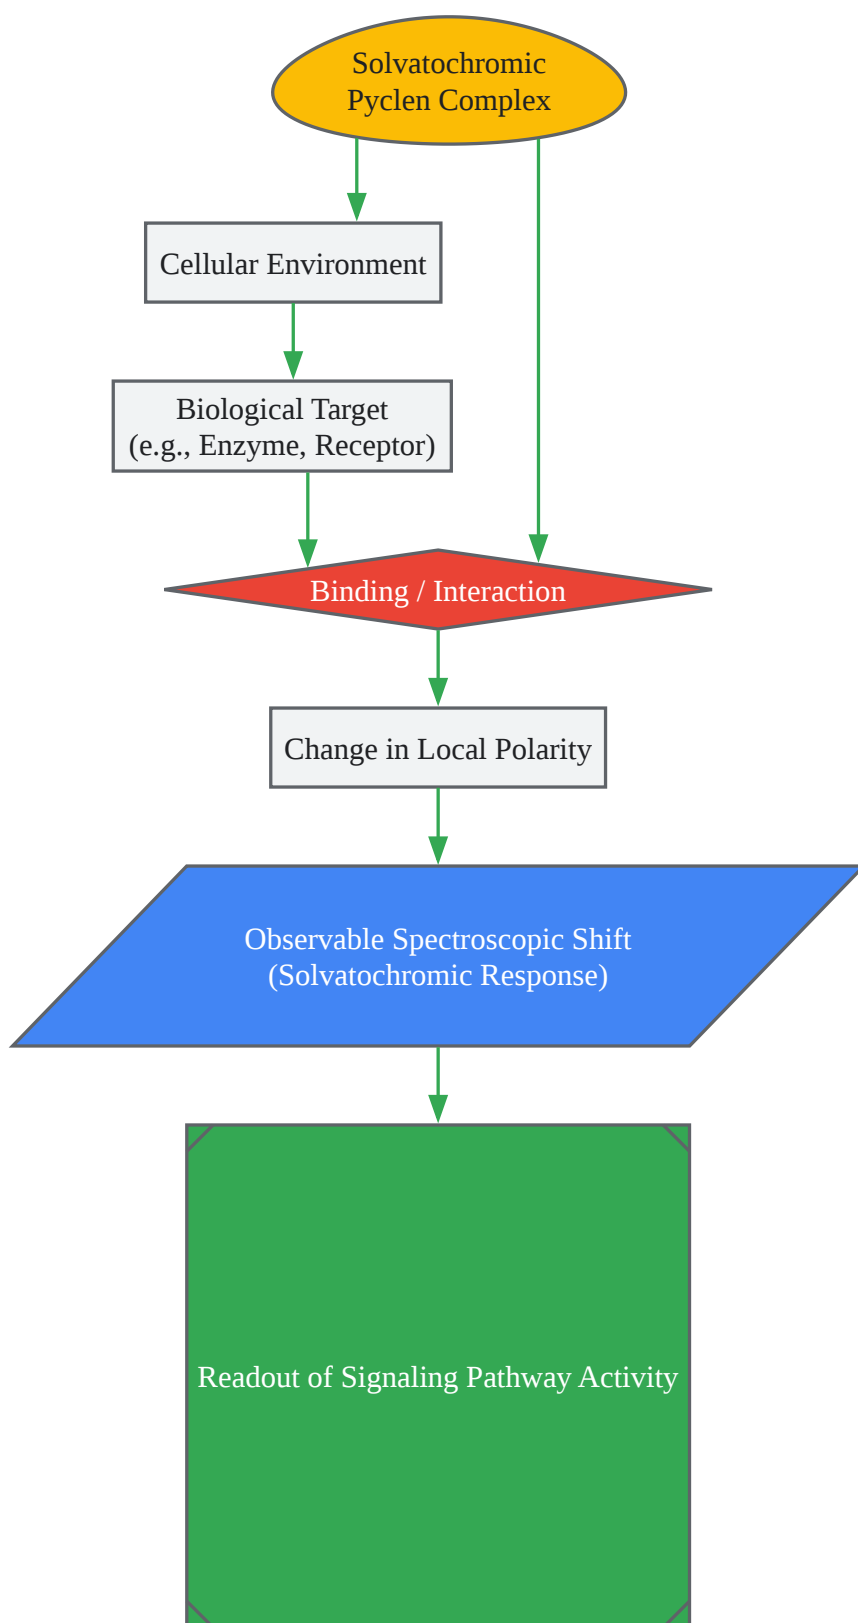 Solvatochromic
Pyclen Complex
Cellular Environment
Biological Target
(e.g., Enzyme, Receptor)
Binding / Interaction
Change in Local Polarity
Observable Spectroscopic Shift
(Solvatochromic Response)
Readout of Signaling Pathway Activity